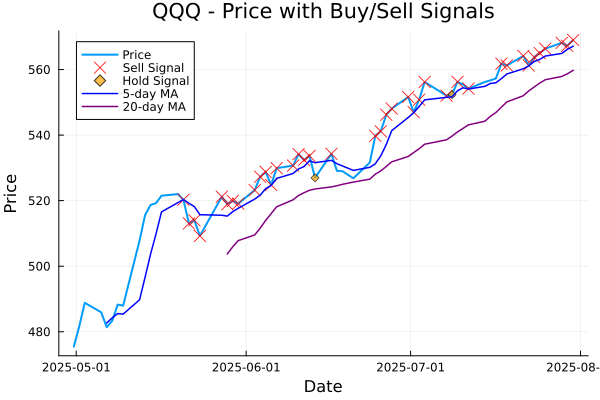 QQQ - Price with Buy/Sell Signals
Price
Sell Signal
Hold Signal
5-day MA
20-day MA
560
540
520
500
480
Price
2025-05-01
2025-06-01
2025-07-01
2025-08-
Date